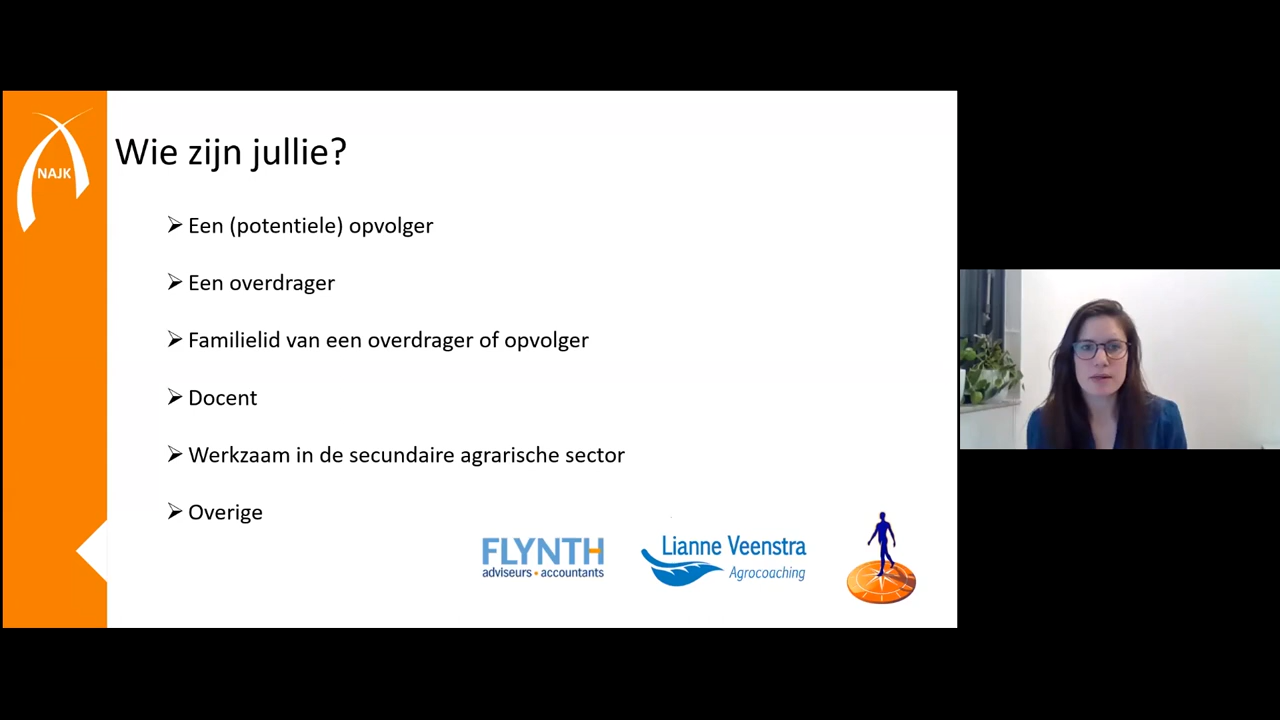 NAJK
Wie zijn jullie?
Een (potentiele) opvolger
Een overdrager
Familielid van een overdrager of opvolger
Docent
Werkzaam in de secundaire agrarische sector
Overige
FLYNTH
adviseurs • accountants
Lianne Veenstra
Agrocoaching